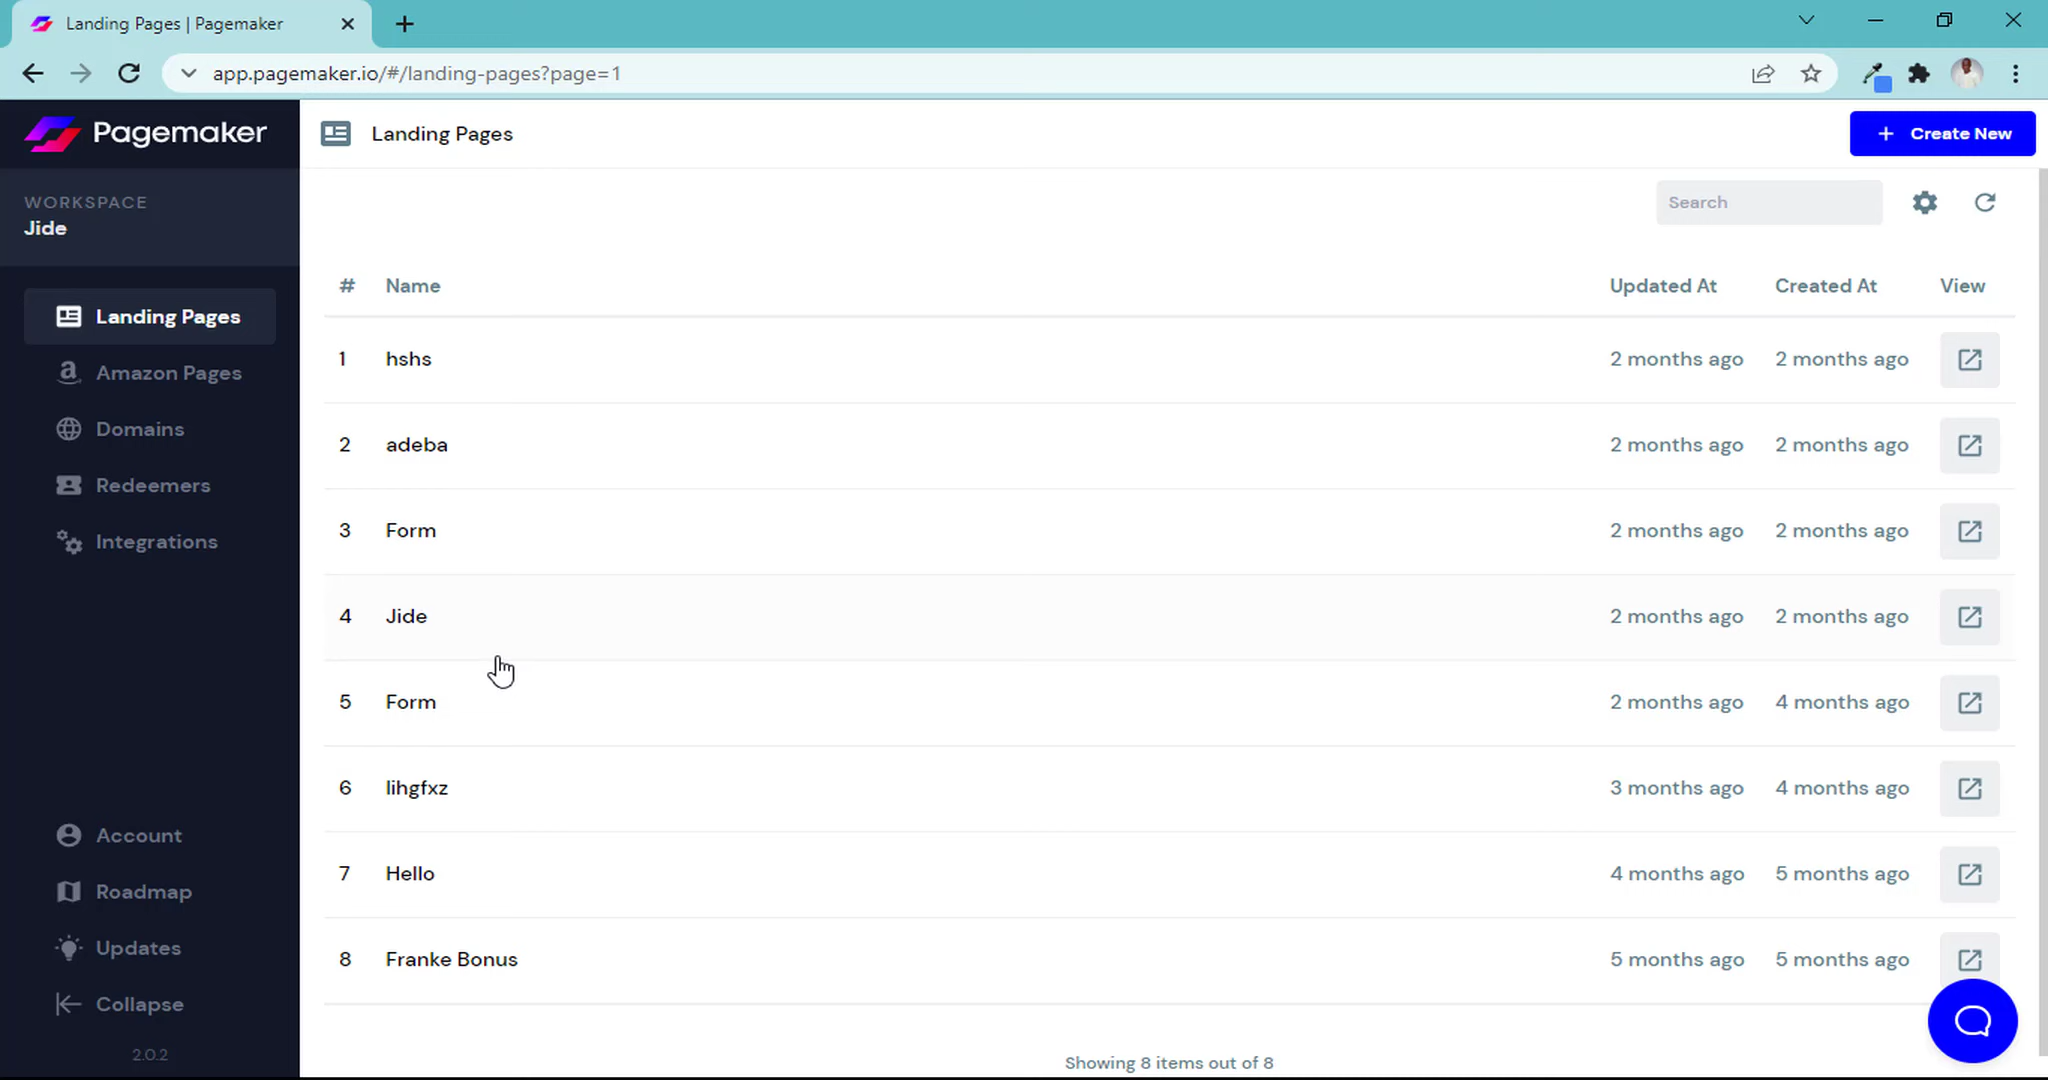 Landing Pages | Pagemaker
app.pagemaker.io/#/landing-pages?page=1
Pagemaker
WORKSPACE
Jide
Landing Pages
Amazon Pages
Domains
Redeemers
Integrations
Account
Roadmap
Updates
Collapse
2.0.2
Landing Pages
+ Create New
Search
# Name Updated At Created At View
1 hshs 2 months ago 2 months ago
2 adeba 2 months ago 2 months ago
3 Form 2 months ago 2 months ago
4 Jide 2 months ago 2 months ago
5 Form 2 months ago 4 months ago
6 lihgfxz 3 months ago 4 months ago
7 Hello 4 months ago 5 months ago
8 Franke Bonus 5 months ago 5 months ago
Showing 8 items out of 8